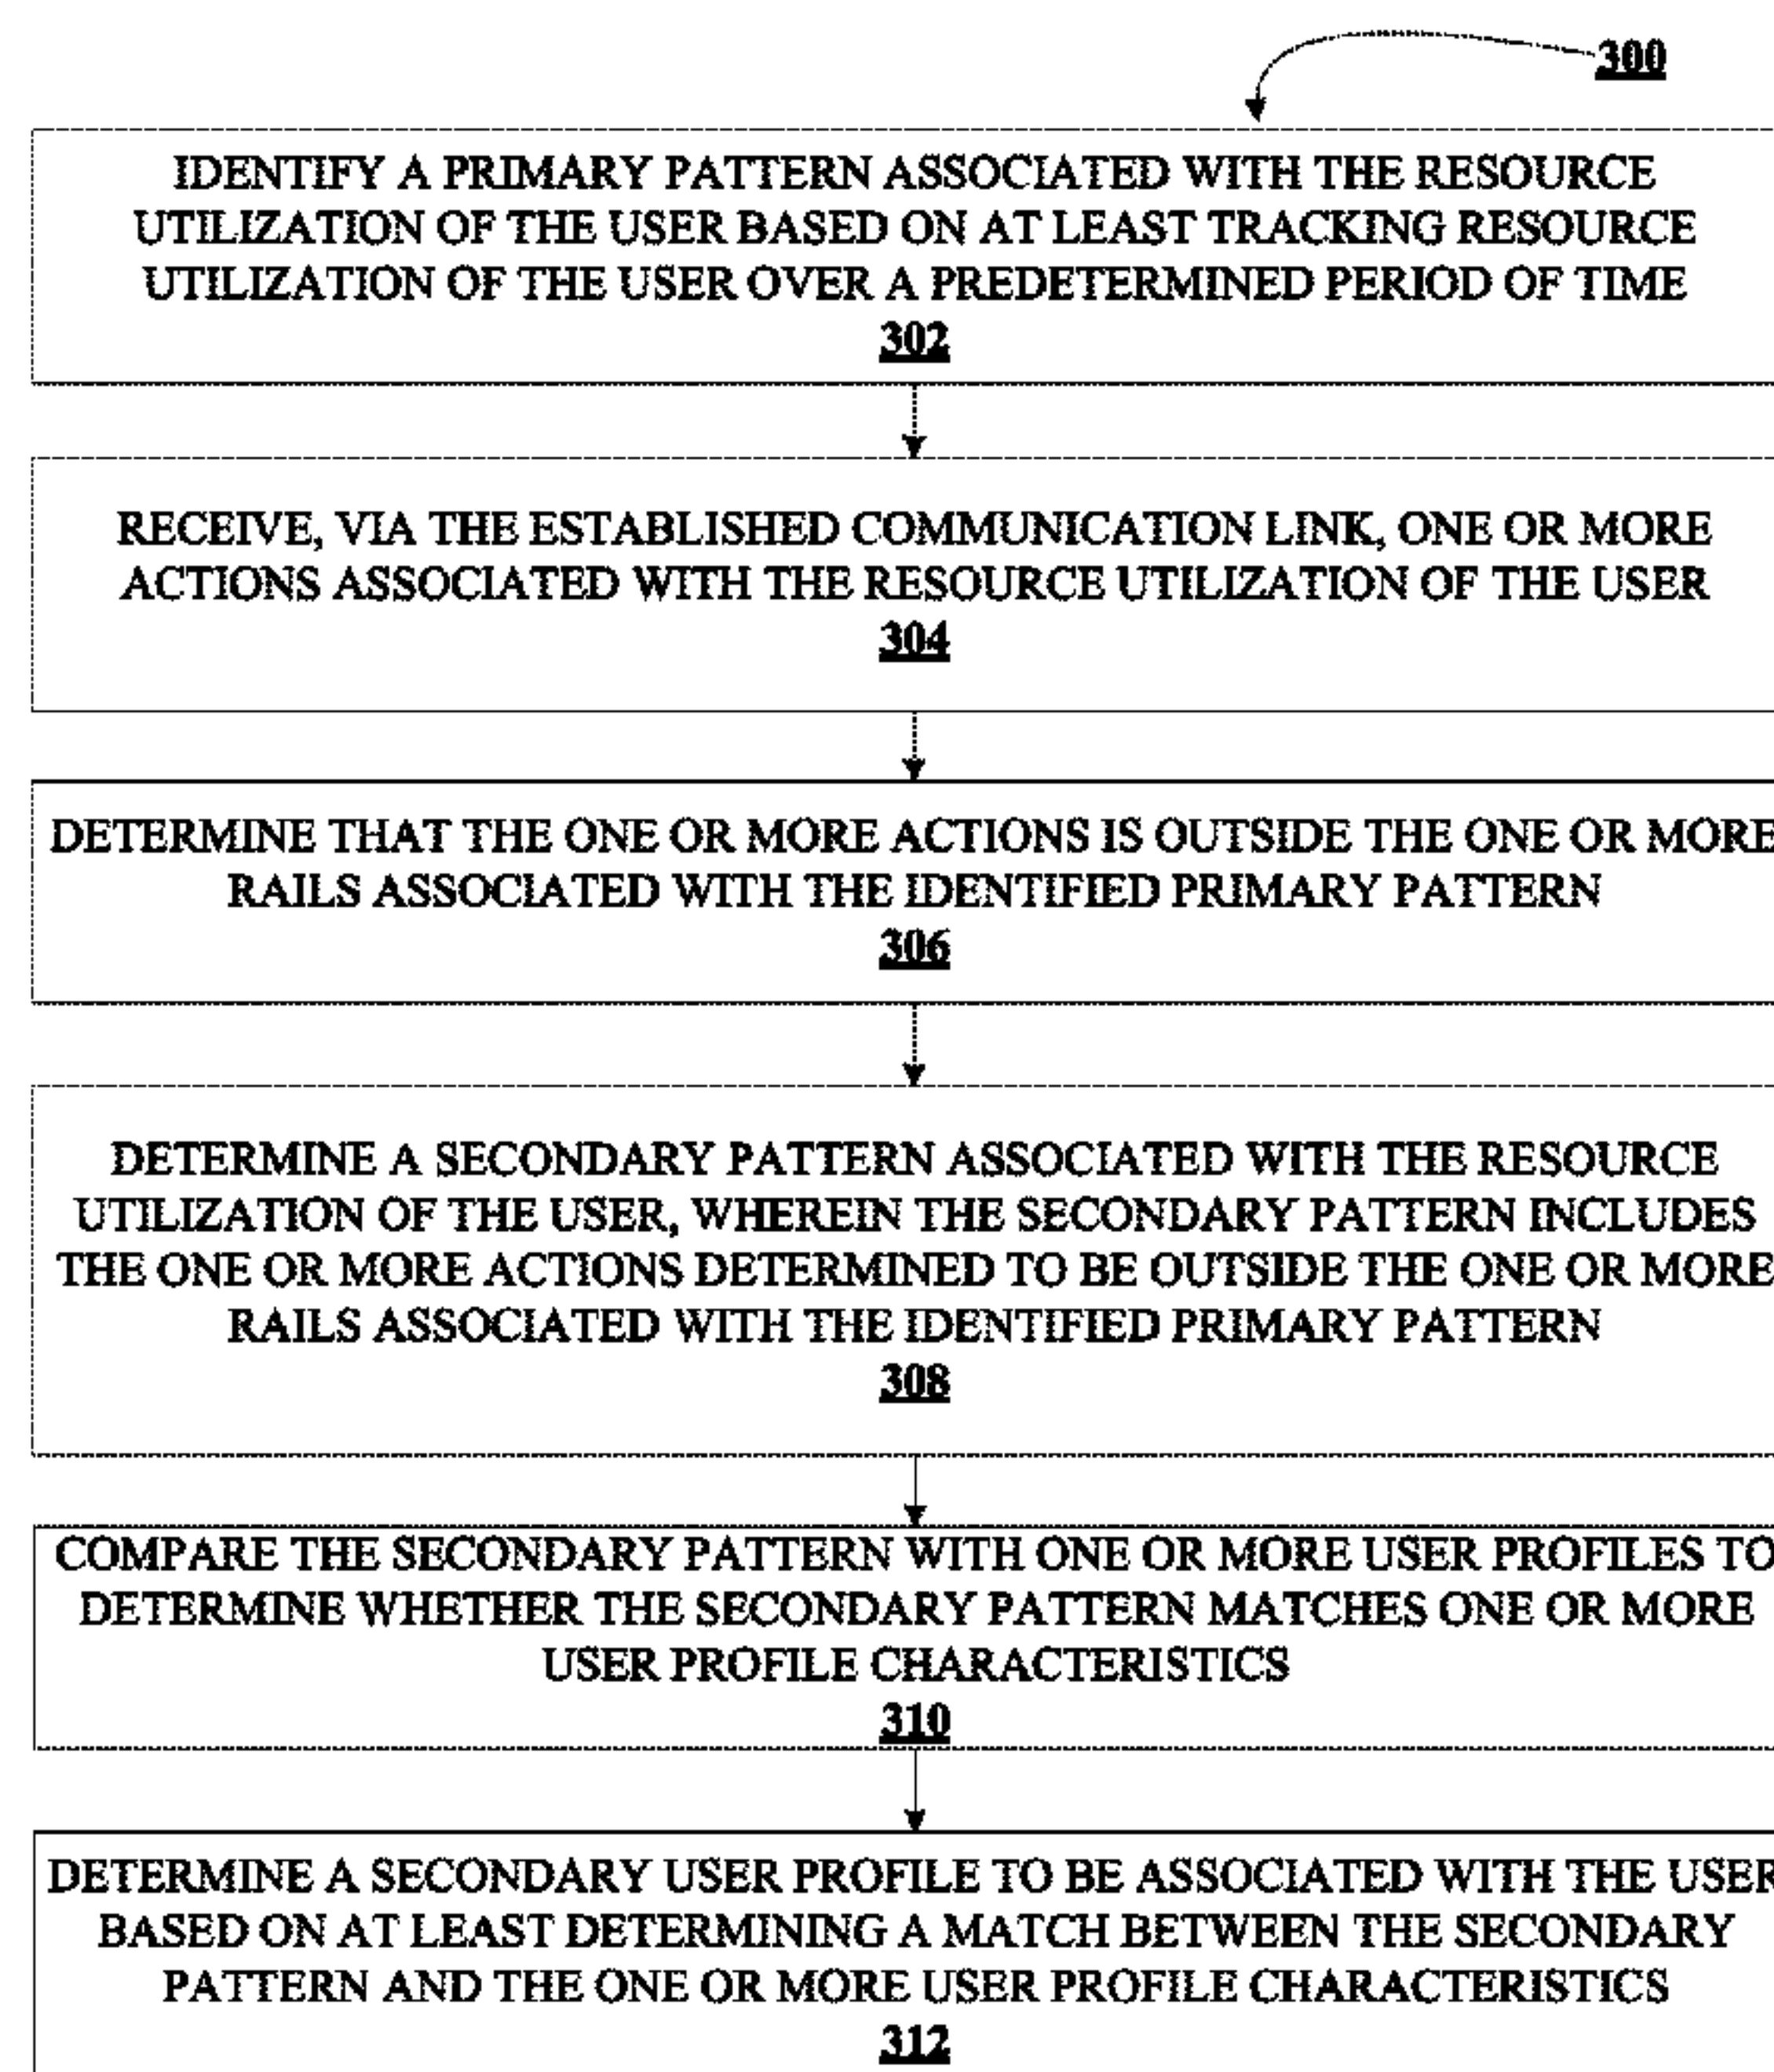 300
IDENTIFY A PRIMARY PATTERN ASSOCIATED WITH THE RESOURCE
UTILIZATION OF THE USER BASED ON AT LEAST TRACKING RESOURCE
UTILIZATION OF THE USER OVER A PREDETERMINED PERIOD OF TIME
302
RECEIVE, VIA THE ESTABLISHED COMMUNICATION LINK, ONE OR MORE
ACTIONS ASSOCIATED WITH THE RESOURCE UTILIZATION OF THE USER
304
DETERMINE THAT THE ONE OR MORE ACTIONS IS OUTSIDE THE ONE OR MORE
RAILS ASSOCIATED WITH THE IDENTIFIED PRIMARY PATTERN
306
DETERMINE A SECONDARY PATTERN ASSOCIATED WITH THE RESOURCE
UTILIZATION OF THE USER, WHEREIN THE SECONDARY PATTERN INCLUDES
THE ONE OR MORE ACTIONS DETERMINED TO BE OUTSIDE THE ONE OR MORE
RAILS ASSOCIATED WITH THE IDENTIFIED PRIMARY PATTERN
308
COMPARE THE SECONDARY PATTERN WITH ONE OR MORE USER PROFILES TO
DETERMINE WHETHER THE SECONDARY PATTERN MATCHES ONE OR MORE
USER PROFILE CHARACTERISTICS
310
DETERMINE A SECONDARY USER PROFILE TO BE ASSOCIATED WITH THE USER
BASED ON AT LEAST DETERMINING A MATCH BETWEEN THE SECONDARY
PATTERN AND THE ONE OR MORE USER PROFILE CHARACTERISTICS
312